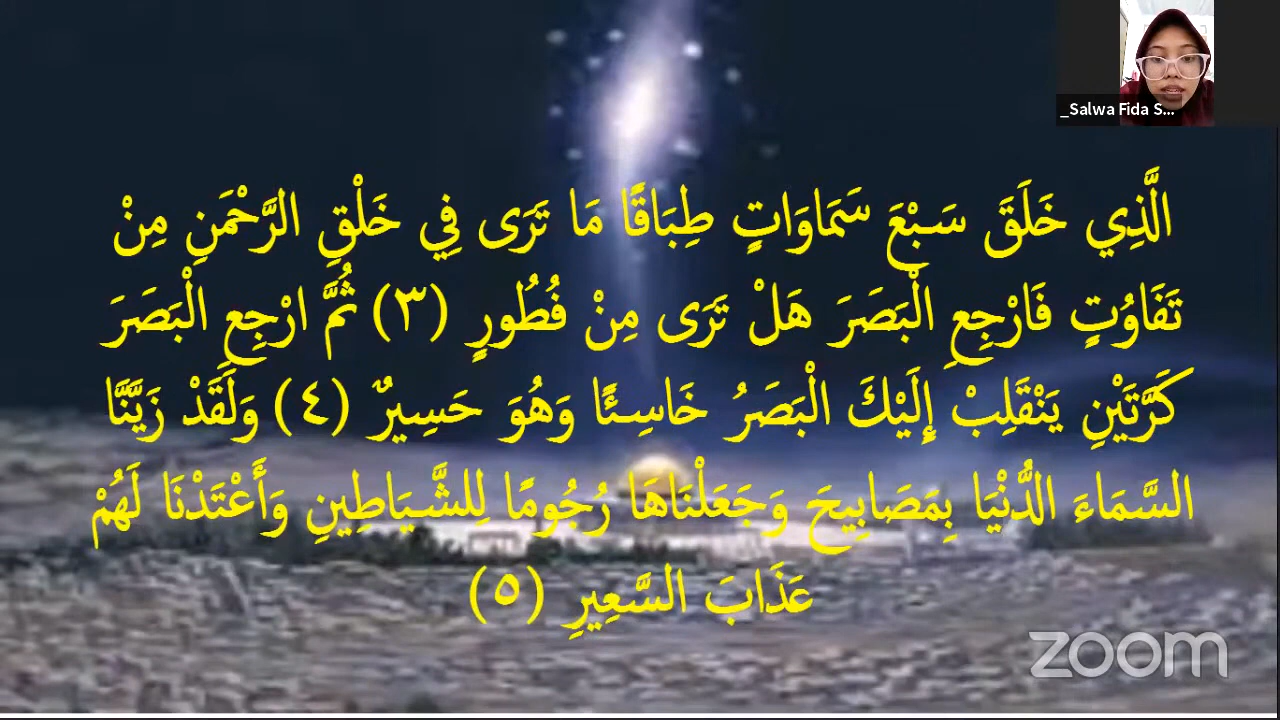 _Salwa Fida S...
الَّذِي خَلَقَ سَبْعَ سَمَاوَاتٍ طِبَاقًا مَا تَرَى فِي خَلْقِ الرَّحْمَنِ مِنْ
تَفَاوُتٍ فَارْجِعِ الْبَصَرَ هَلْ تَرَى مِنْ فُطُورٍ (٣) ثُمَّ ارْجِعِ الْبَصَرَ
كَرَّتَيْنِ يَنْقَلِبْ إِلَيْكَ الْبَصَرُ خَاسِئًا وَهُوَ حَسِيرٌ (٤) وَلَقَدْ زَيَّنَّا
السَّمَاءَ الدُّنْيَا بِمَصَابِيحَ وَجَعَلْنَاهَا رُجُومًا لِلشَّيَاطِينِ وَأَعْتَدْنَا لَهُمْ
عَذَابَ السَّعِيرِ (٥)
zoom